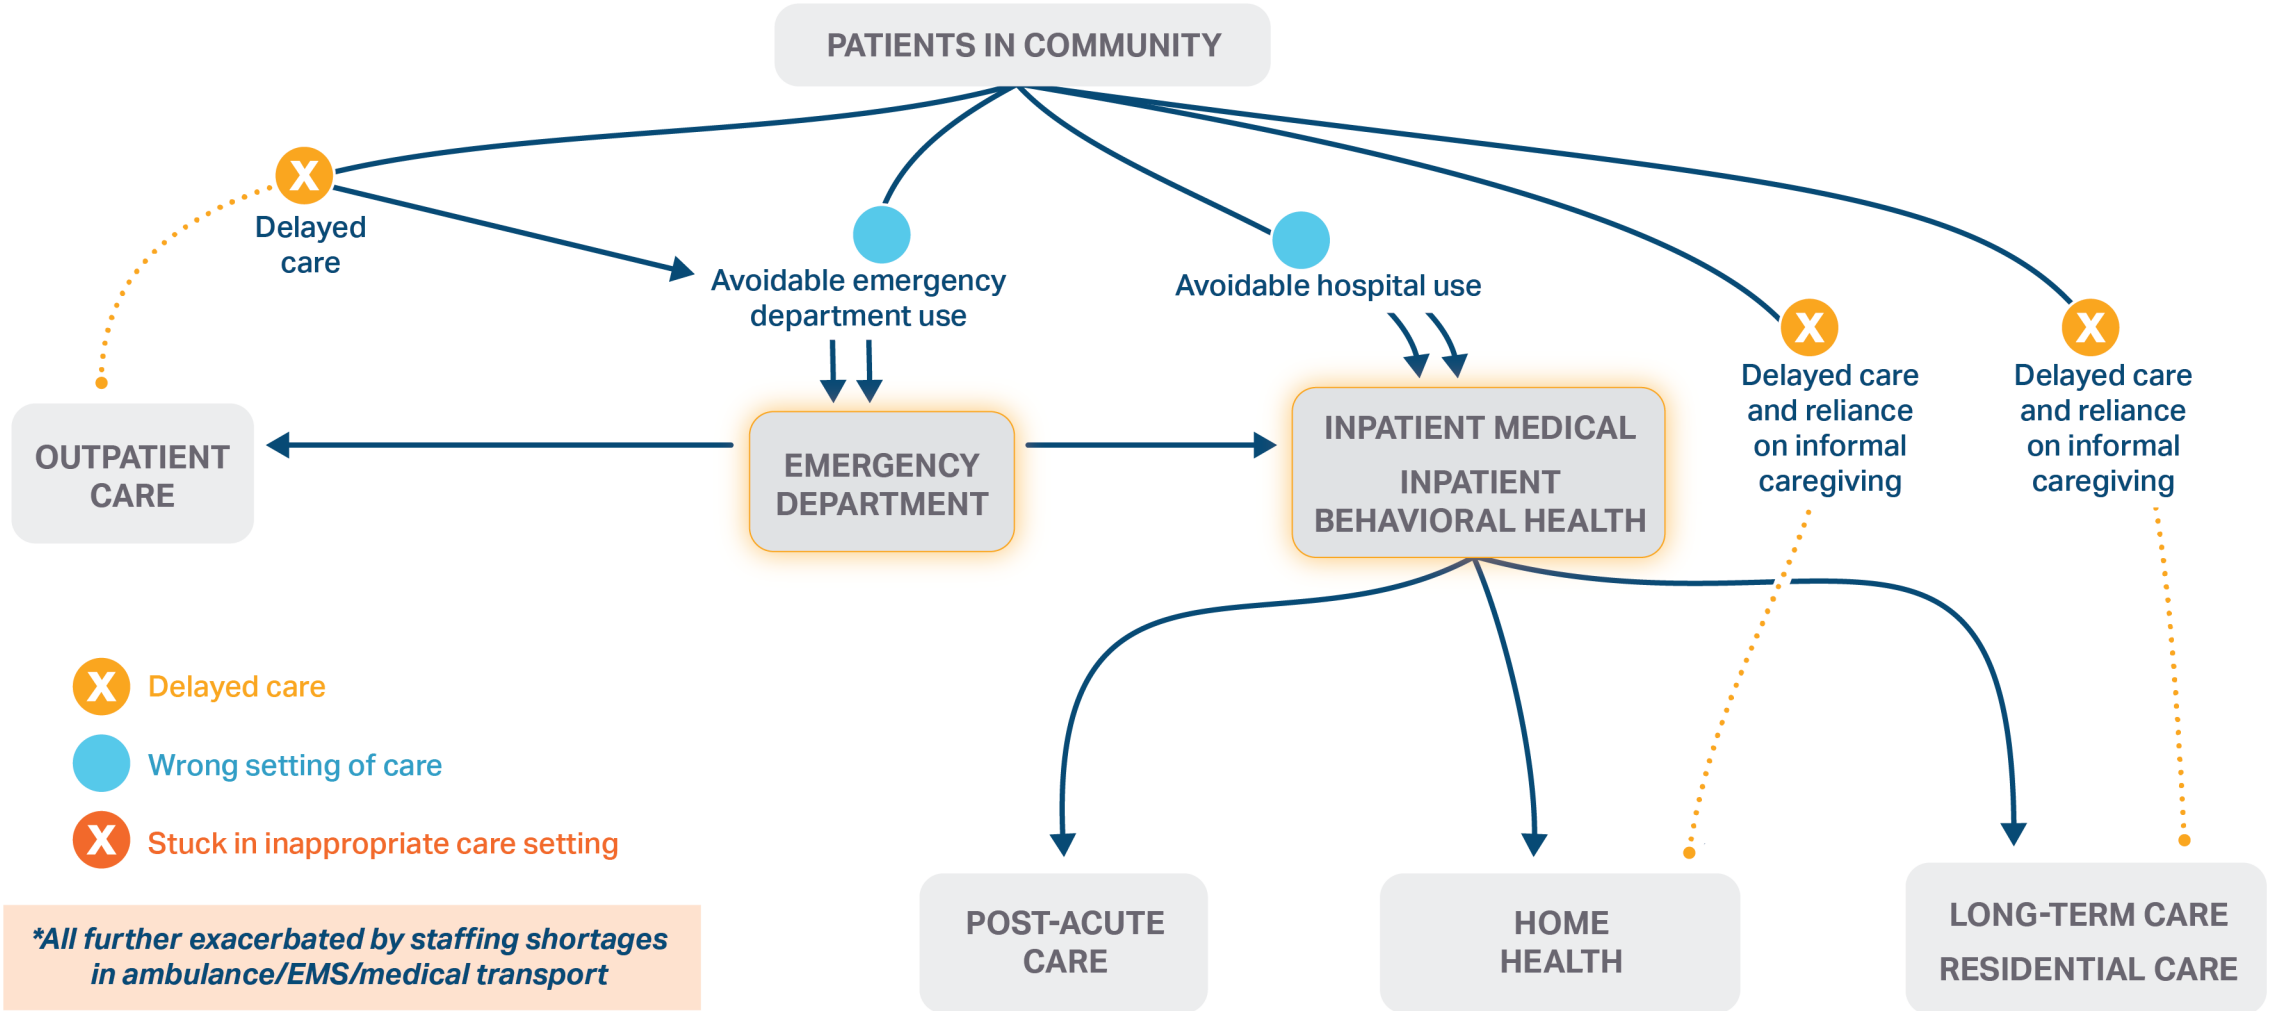 PATIENTS IN COMMUNITY
X
Delayed
care
Avoidable emergency
department use
Avoidable hospital use
X
Delayed care
and reliance
on informal
caregiving
X
Delayed care
and reliance
on informal
caregiving
OUTPATIENT
CARE
EMERGENCY
DEPARTMENT
INPATIENT MEDICAL
INPATIENT
BEHAVIORAL HEALTH
X Delayed care
Wrong setting of care
X Stuck in inappropriate care setting
*All further exacerbated by staffing shortages
in ambulance/EMS/medical transport
POST-ACUTE
CARE
HOME
HEALTH
LONG-TERM CARE
RESIDENTIAL CARE